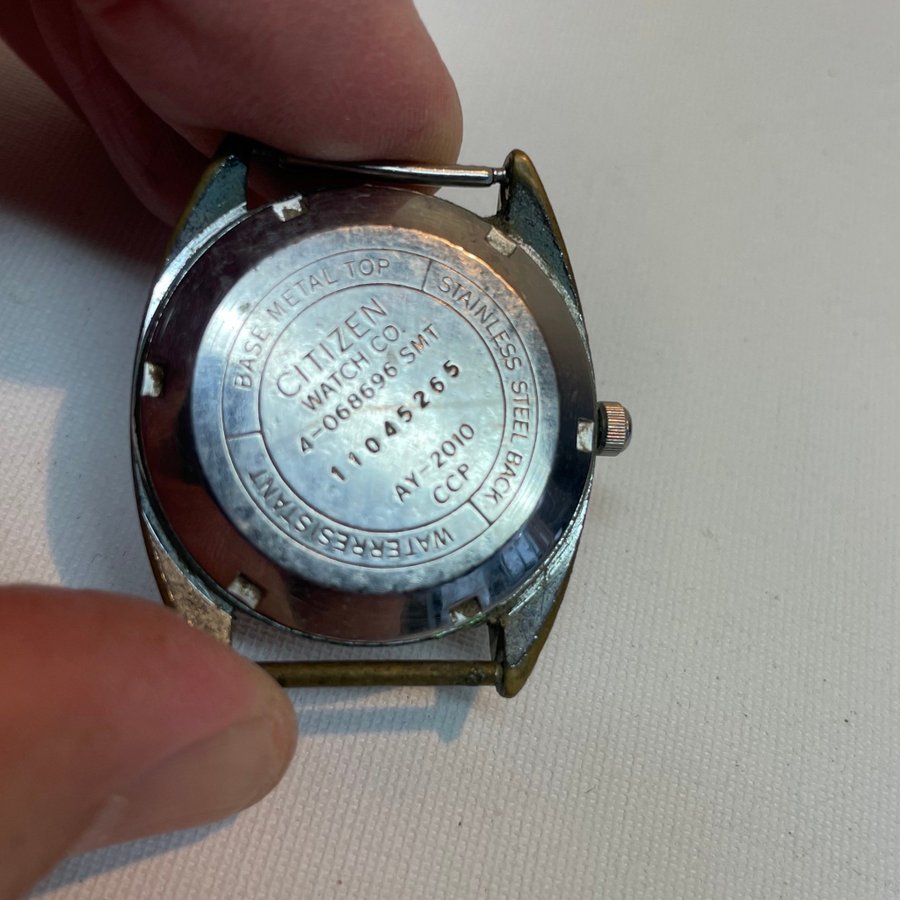 BASE METAL TOP
STAINLESS STEEL BACK
WATERRESISTANT
CITIZEN
WATCH CO.
4-068696 SMT
11045265
AY-2010
CCP